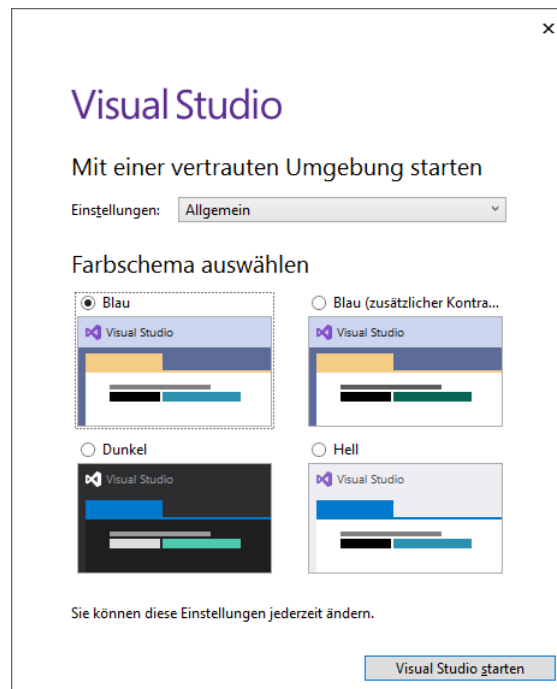 Visual Studio
Mit einer vertrauten Umgebung starten
Einstellungen: Allgemein
Farbschema auswählen
Blau
Blau (zusätzlicher Kontra...
Visual Studio
Visual Studio
Dunkel
Hell
Visual Studio
Visual Studio
Sie können diese Einstellungen jederzeit ändern.
Visual Studio starten